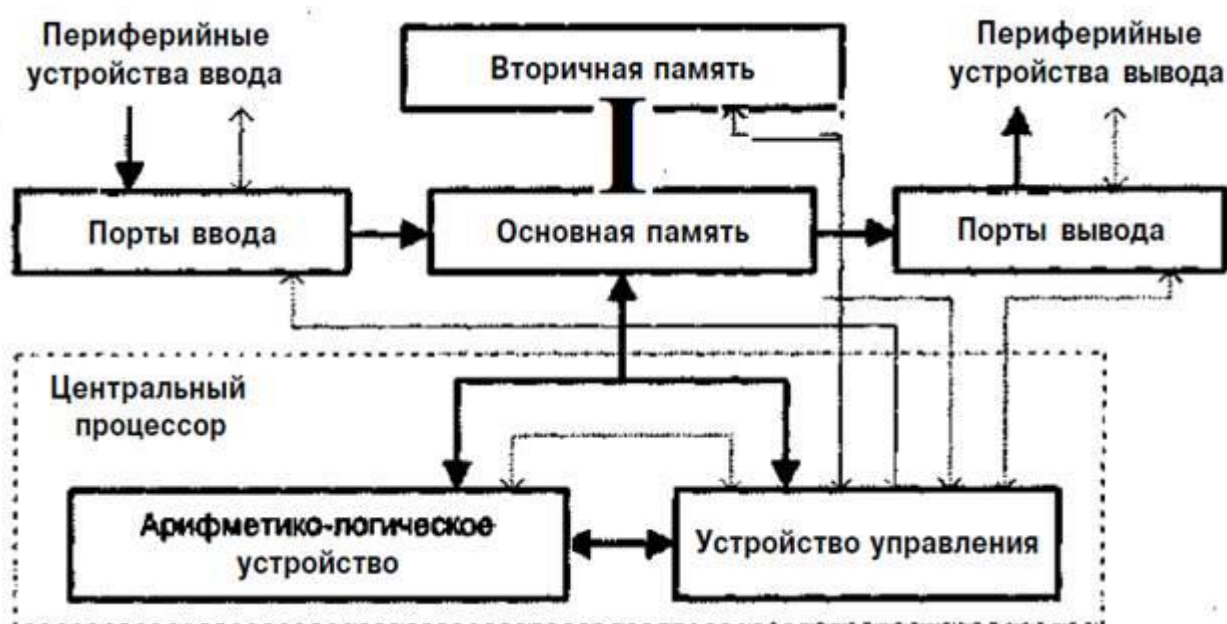 Периферийные
устройства ввода
Вторичная память
Периферийные
устройства вывода
Порты ввода
Основная память
Порты вывода
Центральный
процессор
Арифметико-логическое
устройство
Устройство управления